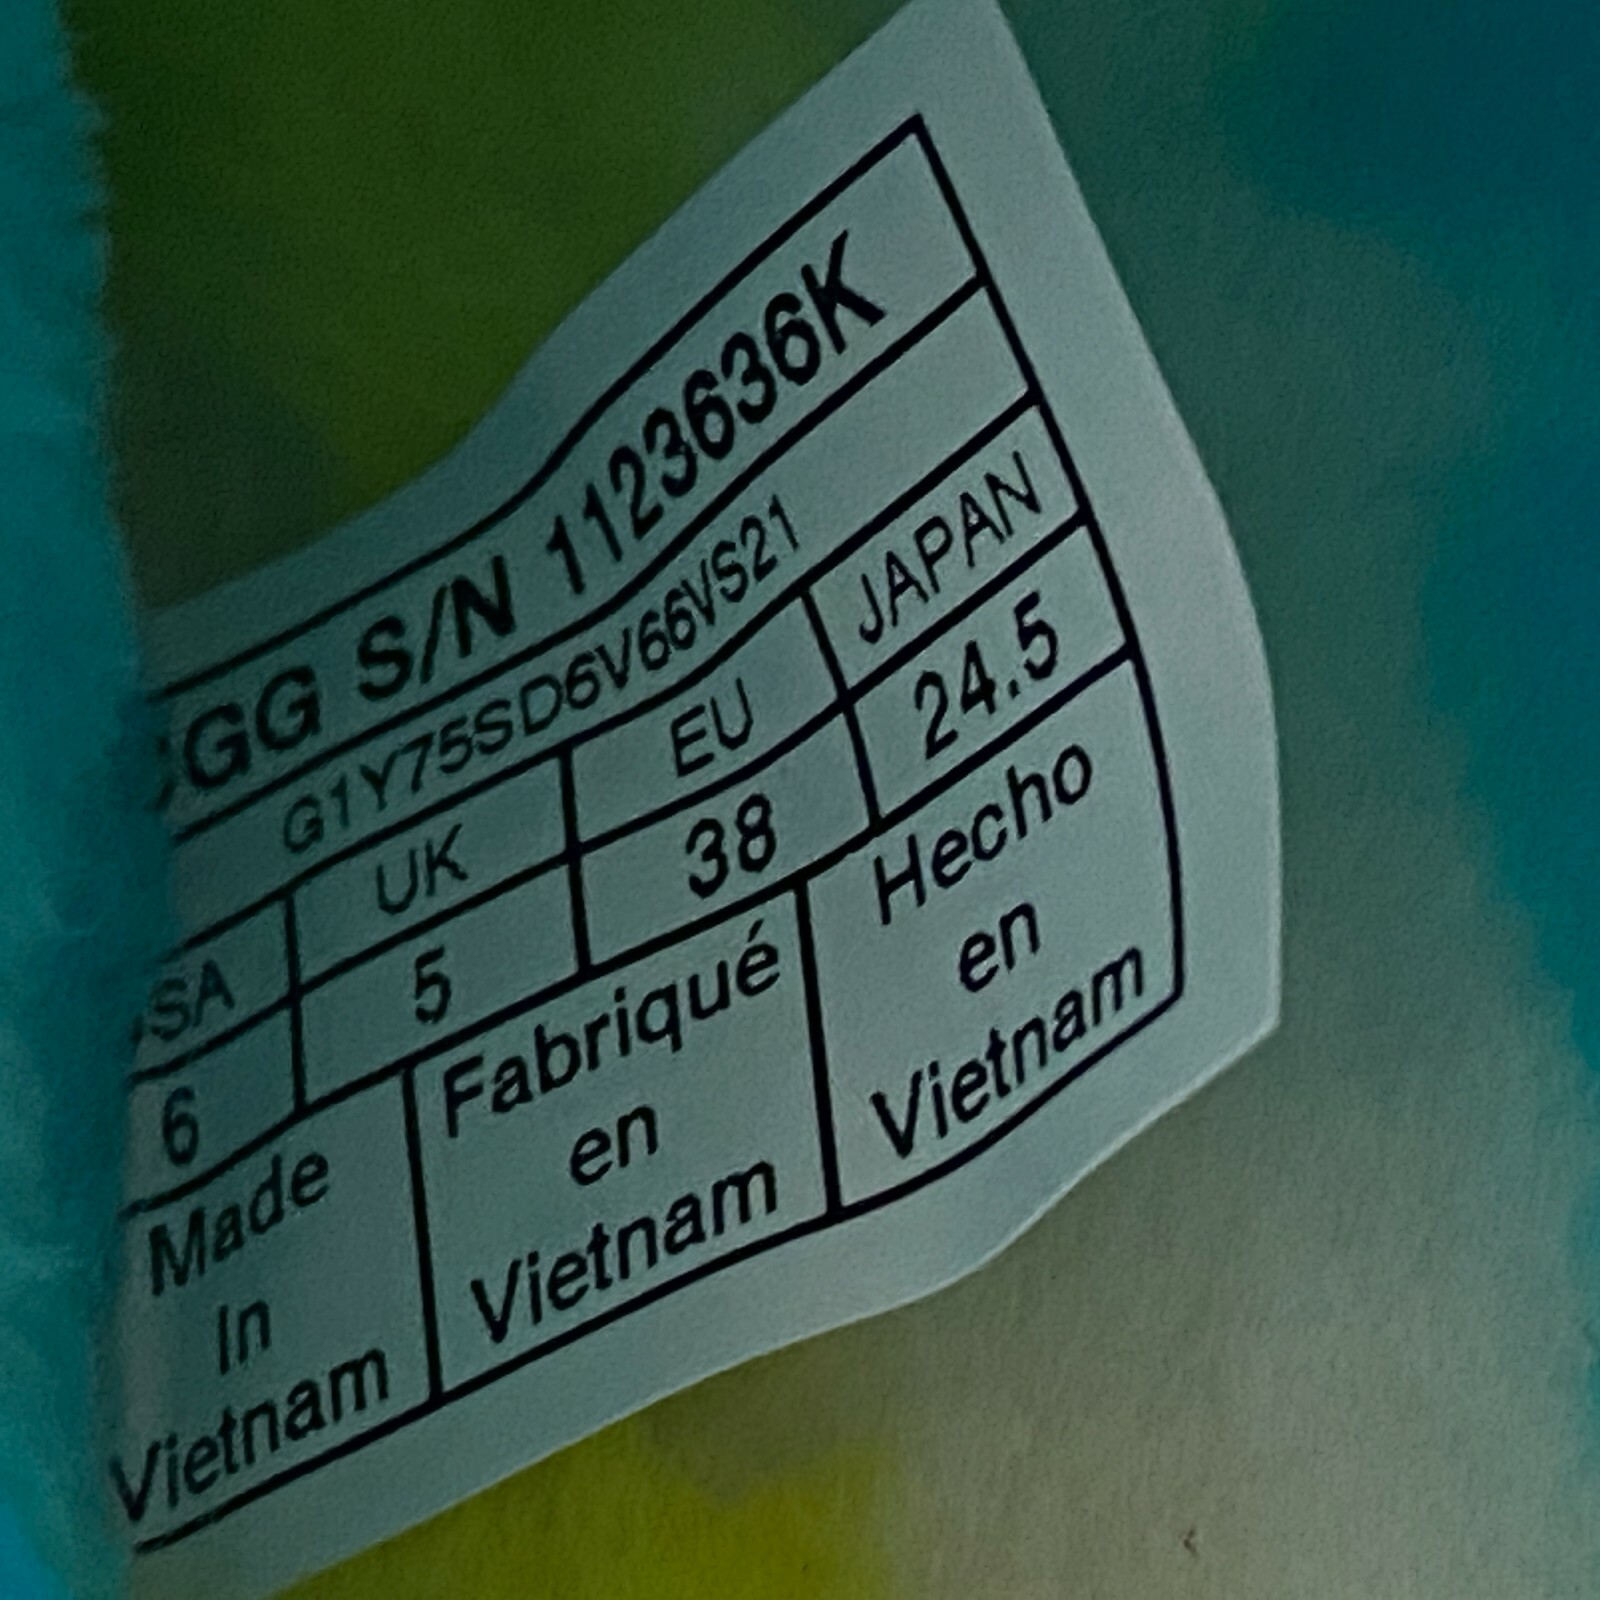 GG S/N 1123636K
G1Y75SD6V66VS21
SA UK EU JAPAN
6 5 38 24.5
Made In Vietnam
Fabriqué en Vietnam
Hecho en Vietnam